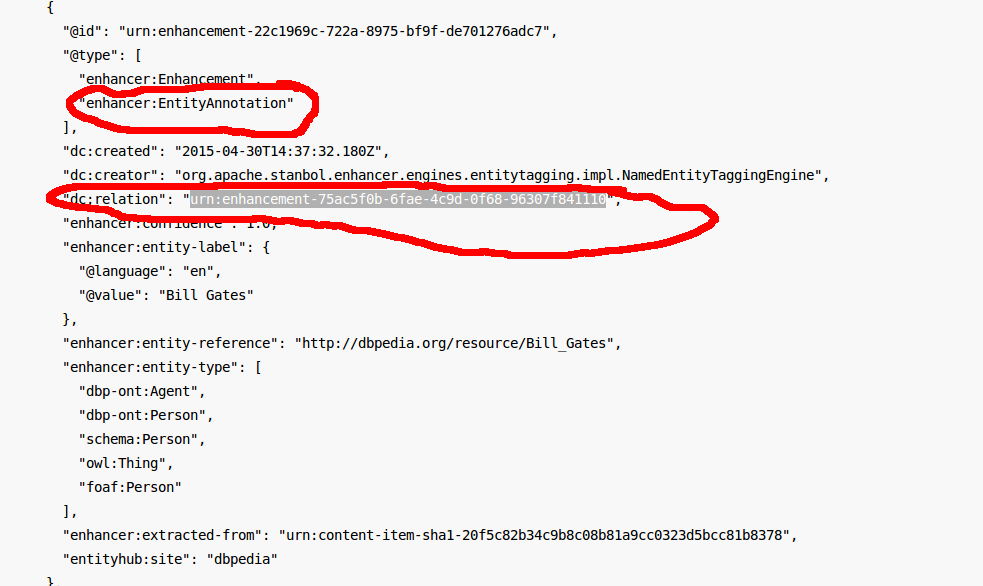 {
"@id": "urn:enhancement-22c1969c-722a-8975-bf9f-de701276adc7",
"@type": [
"enhancer:Enhancement",
"enhancer:EntityAnnotation"
],
"dc:created": "2015-04-30T14:37:32.180Z",
"dc:creator": "org.apache.stanbol.enhancer.engines.entitytagging.impl.NamedEntityTaggingEngine",
"dc:relation": "urn:enhancement-75ac5f0b-6fae-4c9d-0f68-96307f841110",
"enhancer:confidence": 1.0,
"enhancer:entity-label": {
"@language": "en",
"@value": "Bill Gates"
},
"enhancer:entity-reference": "http://dbpedia.org/resource/Bill_Gates",
"enhancer:entity-type": [
"dbp-ont:Agent",
"dbp-ont:Person",
"schema:Person",
"owl:Thing",
"foaf:Person"
],
"enhancer:extracted-from": "urn:content-item-sha1-20f5c82b34c9b8c08b81a9cc0323d5bcc81b8378",
"entityhub:site": "dbpedia"
},